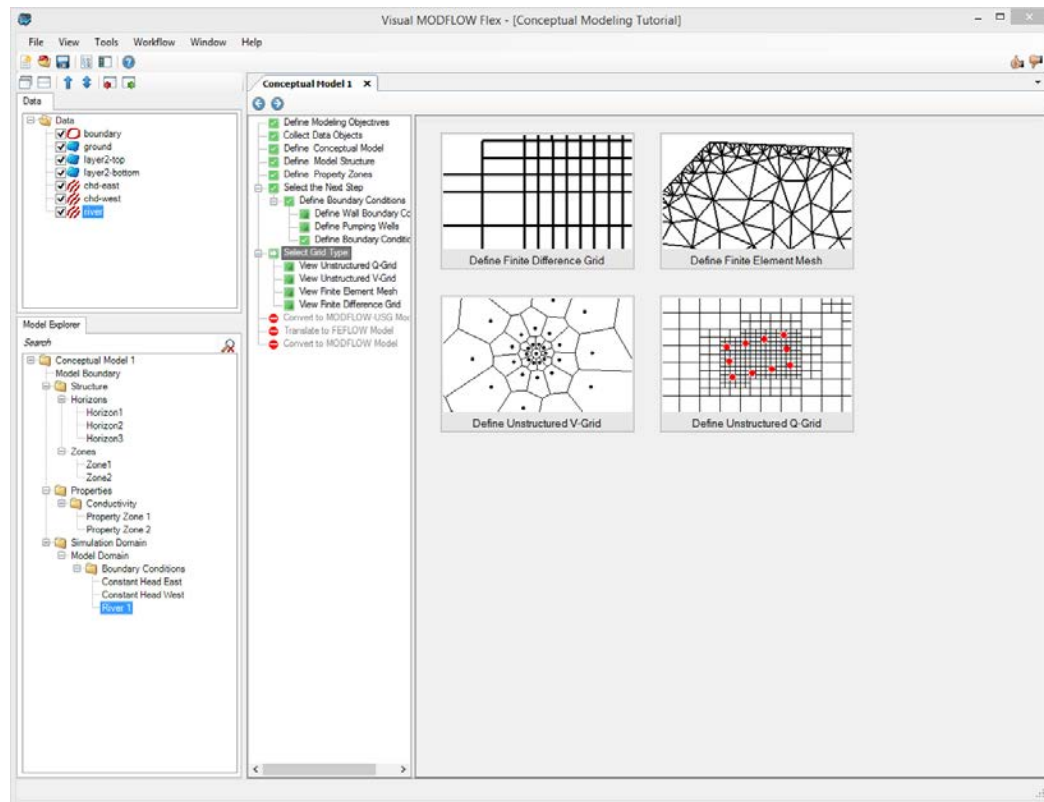 Visual MODFLOW Flex - [Conceptual Modeling Tutorial]
File View Tools Workflow Window Help
Conceptual Model 1 X
Data
Data
boundary
ground
layer2-top
layer2-bottom
chd-east
chd-west
river
Model Explorer
Search
Conceptual Model 1
Model Boundary
Structure
Horizons
Horizon1
Horizon2
Horizon3
Zones
Zone1
Zone2
Properties
Conductivity
Property Zone 1
Property Zone 2
Simulation Domain
Model Domain
Boundary Conditions
Constant Head East
Constant Head West
River 1
Define Modeling Objectives
Collect Data Objects
Define Conceptual Model
Define Model Structure
Define Property Zones
Select the Next Step
Define Boundary Conditions
Define Wall Boundary Co
Define Pumping Wells
Define Boundary Conditic
Select Grid Type
View Unstructured Q-Grid
View Unstructured V-Grid
View Finite Element Mesh
View Finite Difference Grid
Convert to MODFLOW-USG Moc
Translate to FEFLOW Model
Convert to MODFLOW Model
Define Finite Difference Grid
Define Finite Element Mesh
Define Unstructured V-Grid
Define Unstructured Q-Grid